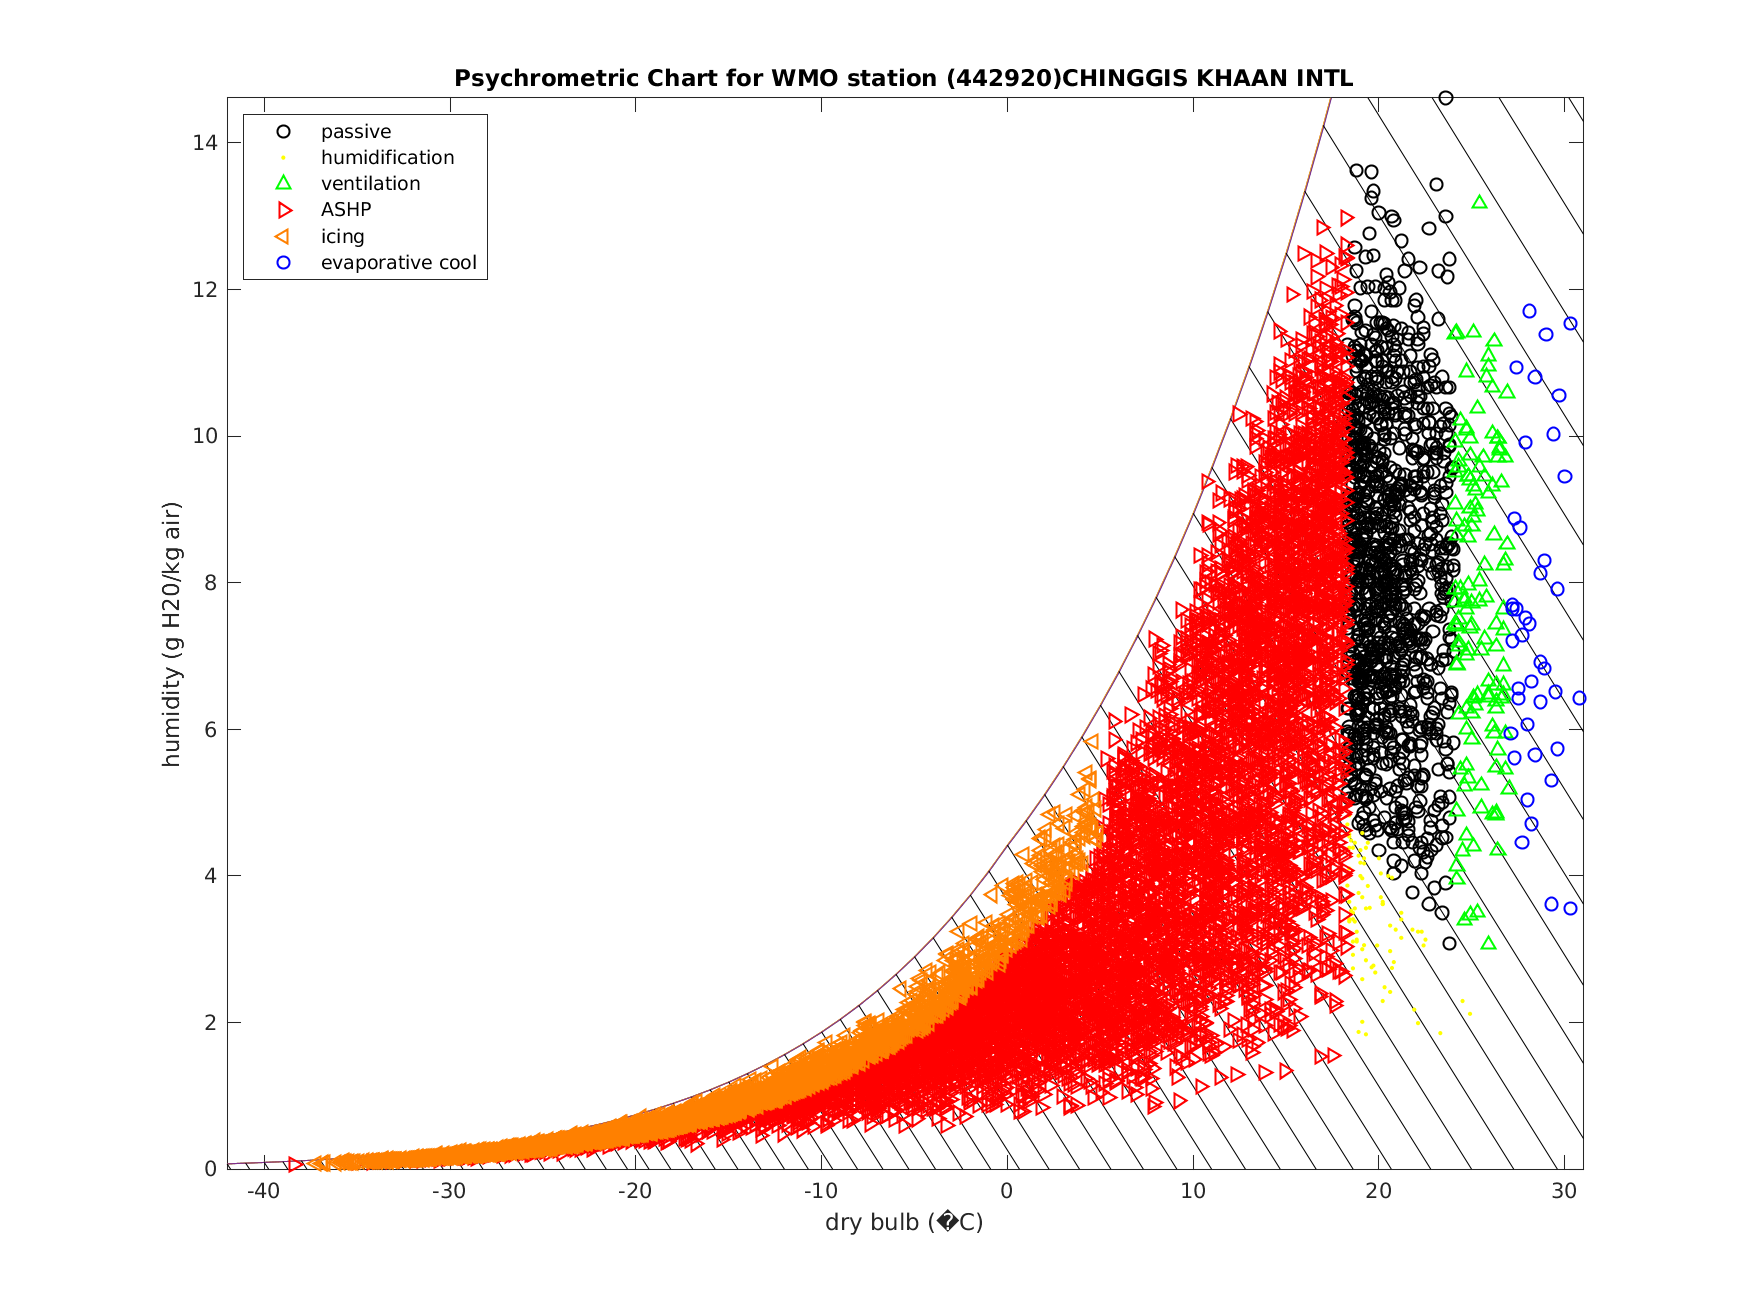 Psychrometric Chart for WMO station (442920)CHINGGIS KHAAN INTL
passive
humidification
ventilation
ASHP
icing
evaporative cool
humidity (g H20/kg air)
14
12
10
8
6
4
2
0
-40 -30 -20 -10 0 10 20 30
dry bulb (�C)